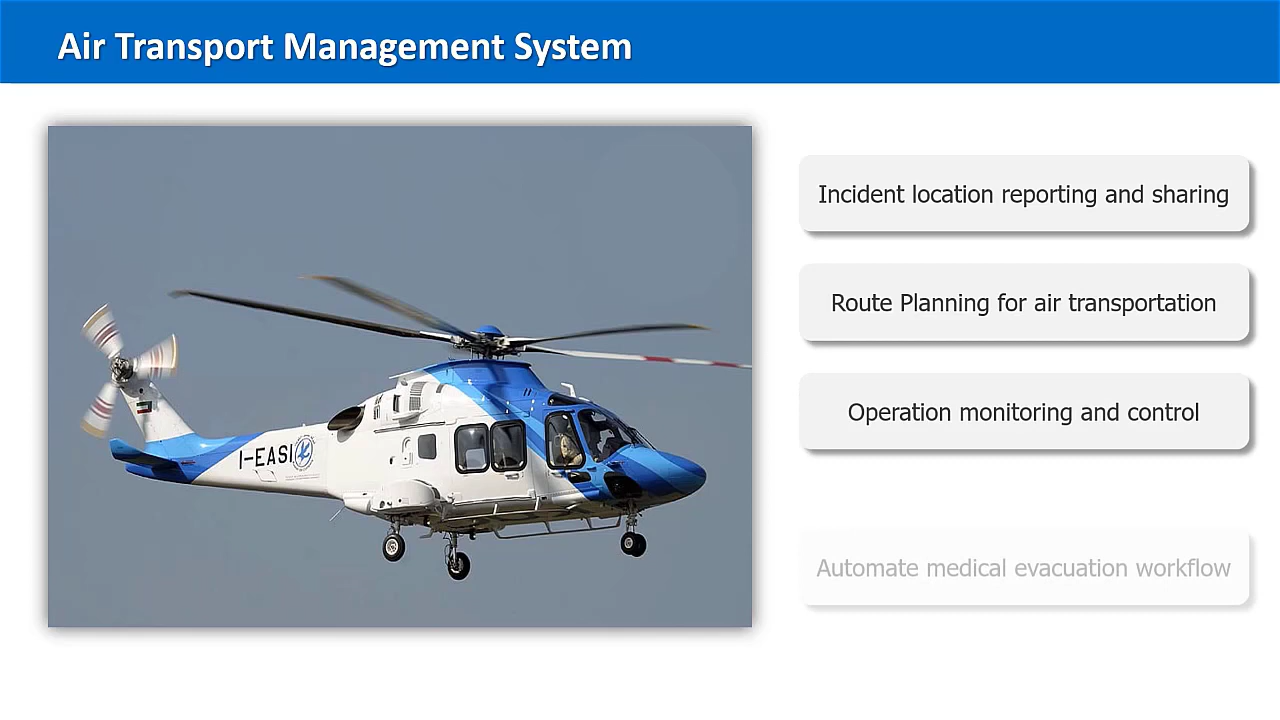 Air Transport Management System
Incident location reporting and sharing
Route Planning for air transportation
Operation monitoring and control
Automate medical evacuation workflow
I-EASI